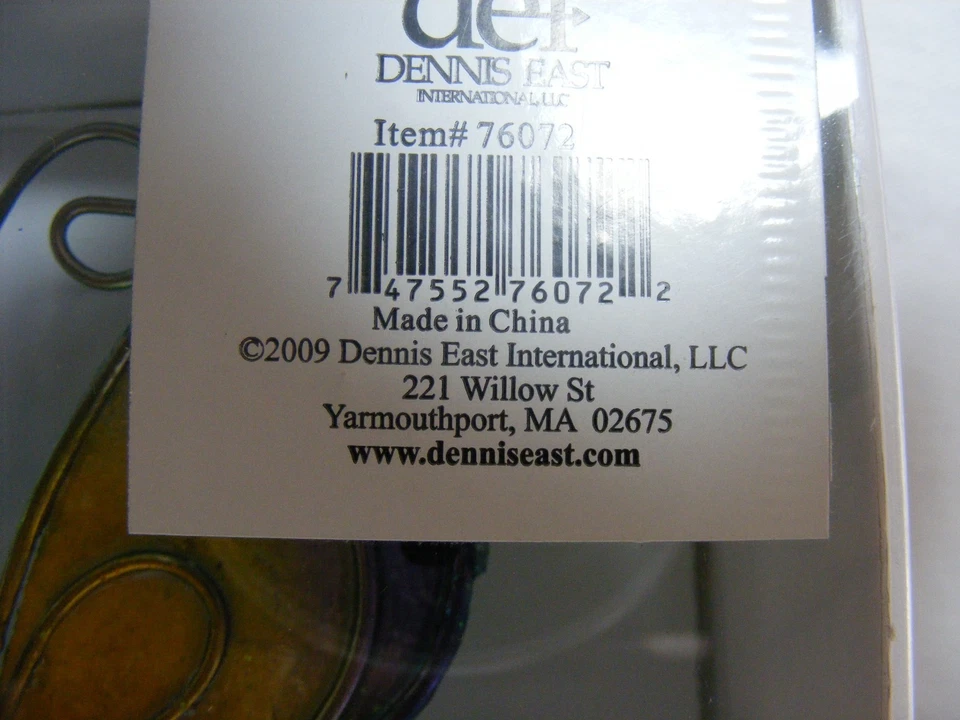 dei
DENNIS EAST
INTERNATIONAL, LLC
Item# 76072
7 47552 76072 2
Made in China
©2009 Dennis East International, LLC
221 Willow St
Yarmouthport, MA 02675
www.denniseast.com